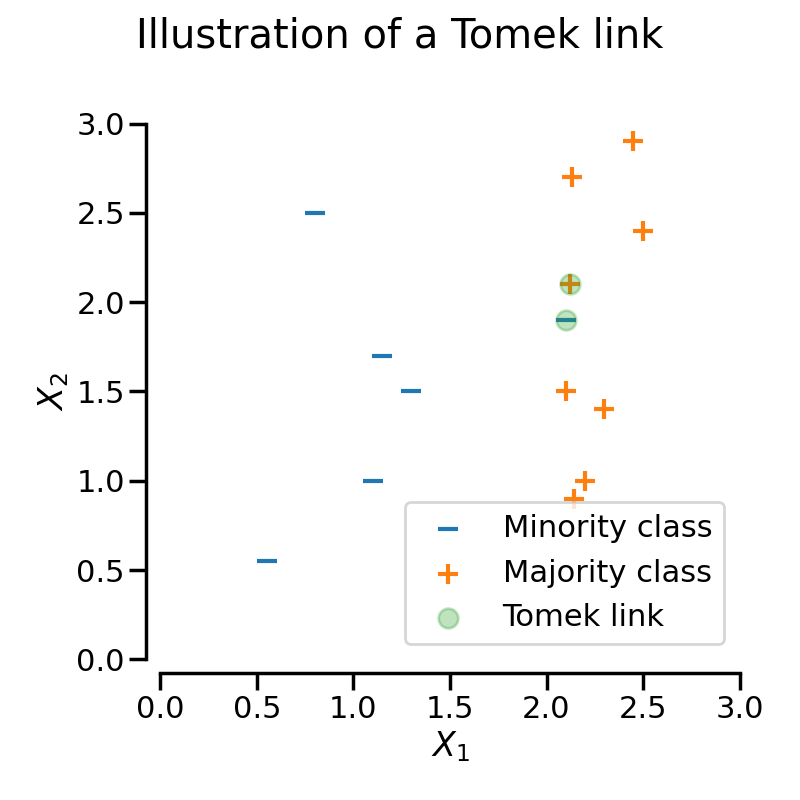 Illustration of a Tomek link
3.0
2.5
2.0
1.5
1.0
0.5
0.0
X₂
Minority class
Majority class
Tomek link
0.0 0.5 1.0 1.5 2.0 2.5 3.0
X₁